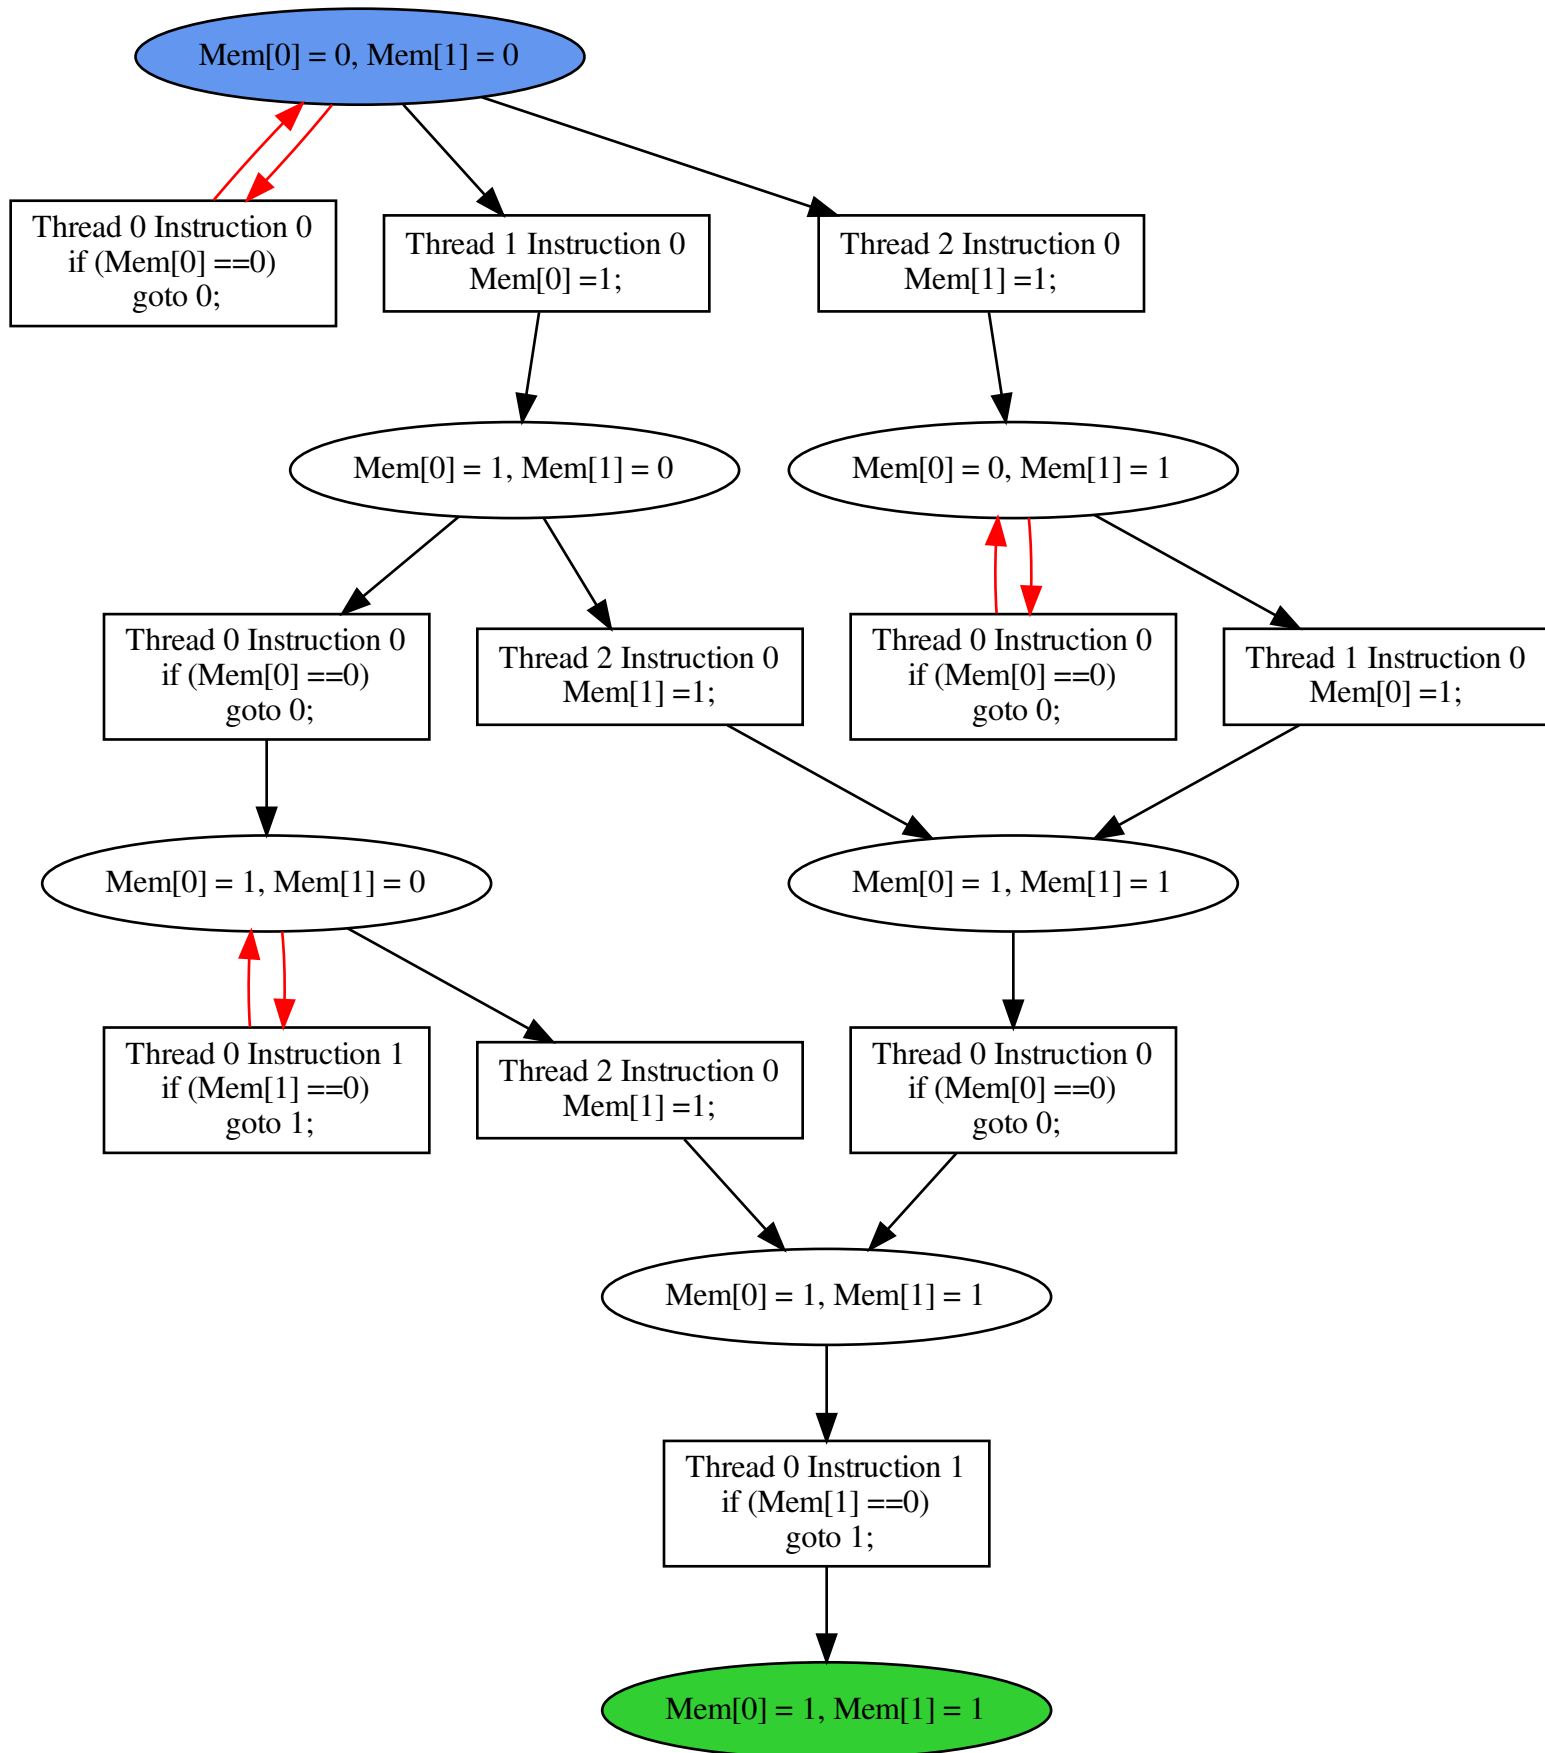 Mem[0] = 0, Mem[1] = 0
Thread 0 Instruction 0
if (Mem[0] ==0)
goto 0;
Thread 1 Instruction 0
Mem[0] =1;
Thread 2 Instruction 0
Mem[1] =1;
Mem[0] = 1, Mem[1] = 0
Mem[0] = 0, Mem[1] = 1
Thread 0 Instruction 0
if (Mem[0] ==0)
goto 0;
Thread 2 Instruction 0
Mem[1] =1;
Thread 0 Instruction 0
if (Mem[0] ==0)
goto 0;
Thread 1 Instruction 0
Mem[0] =1;
Mem[0] = 1, Mem[1] = 0
Mem[0] = 1, Mem[1] = 1
Thread 0 Instruction 1
if (Mem[1] ==0)
goto 1;
Thread 2 Instruction 0
Mem[1] =1;
Thread 0 Instruction 0
if (Mem[0] ==0)
goto 0;
Mem[0] = 1, Mem[1] = 1
Thread 0 Instruction 1
if (Mem[1] ==0)
goto 1;
Mem[0] = 1, Mem[1] = 1